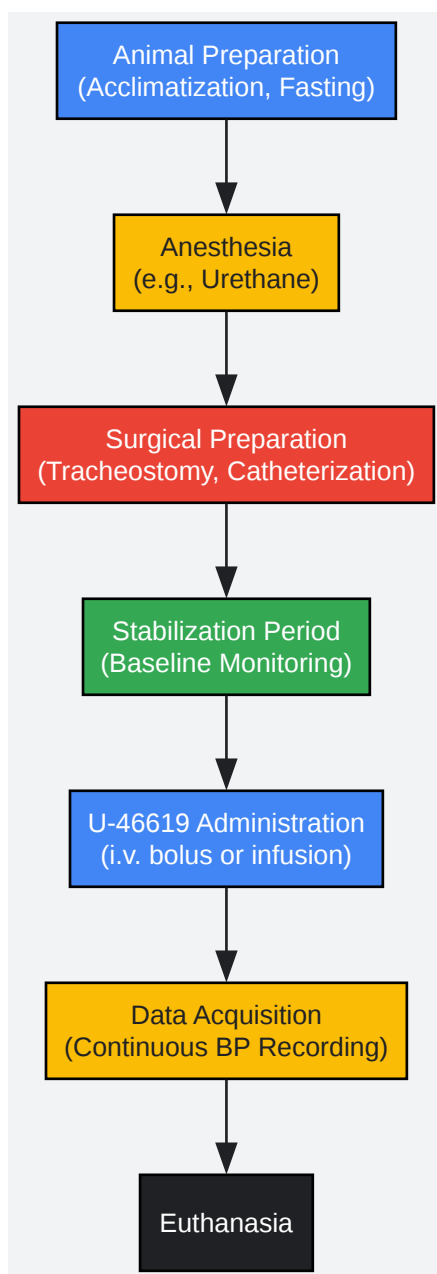 Animal Preparation
(Acclimatization, Fasting)
Anesthesia
(e.g., Urethane)
Surgical Preparation
(Tracheostomy, Catheterization)
Stabilization Period
(Baseline Monitoring)
U-46619 Administration
(i.v. bolus or infusion)
Data Acquisition
(Continuous BP Recording)
Euthanasia